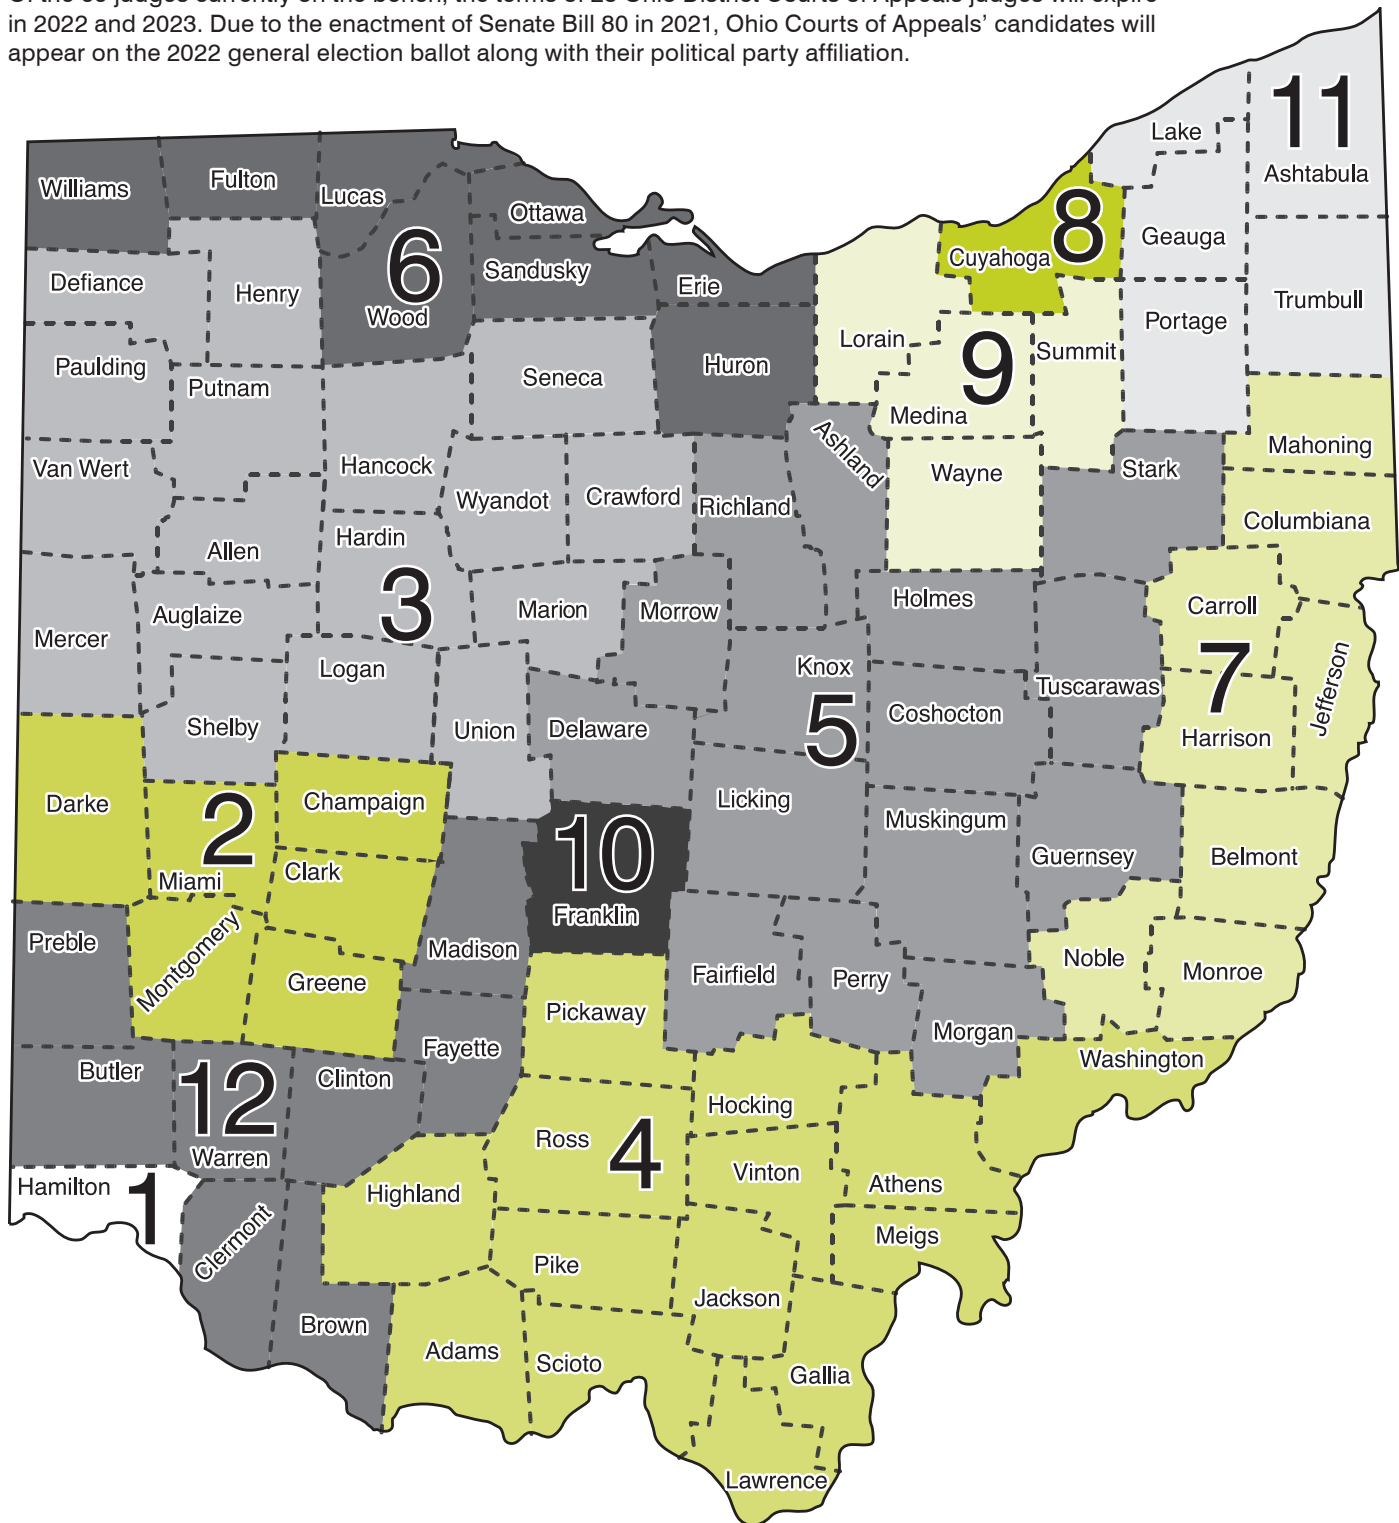 in 2022 and 2023. Due to the enactment of Senate Bill 80 in 2021, Ohio Courts of Appeals’ candidates will
appear on the 2022 general election ballot along with their political party affiliation.
11
Lake
Ashtabula
Williams
Fulton
Lucas
Ottawa
8
Geauga
Cuyahoga
6
Defiance
Henry
Sandusky
Erie
Wood
Trumbull
Portage
Lorain
9
Summit
Paulding
Putnam
Seneca
Huron
Medina
Ashland
Mahoning
Van Wert
Hancock
Wyandot
Crawford
Richland
Wayne
Stark
Columbiana
Allen
Hardin
3
Auglaize
Marion
Morrow
Holmes
Carroll
Mercer
Logan
Knox
Tuscarawas
7
Jefferson
Shelby
Union
Delaware
5
Coshocton
Harrison
Darke
2
Champaign
Licking
Muskingum
Miami
Clark
10
Guernsey
Belmont
Franklin
Preble
Montgomery
Madison
Greene
Fairfield
Perry
Noble
Monroe
Pickaway
Morgan
Butler
12
Clinton
Fayette
Washington
Hocking
Warren
Ross
4
Vinton
Hamilton
1
Highland
Athens
Clermont
Meigs
Pike
Jackson
Brown
Adams
Scioto
Gallia
Lawrence